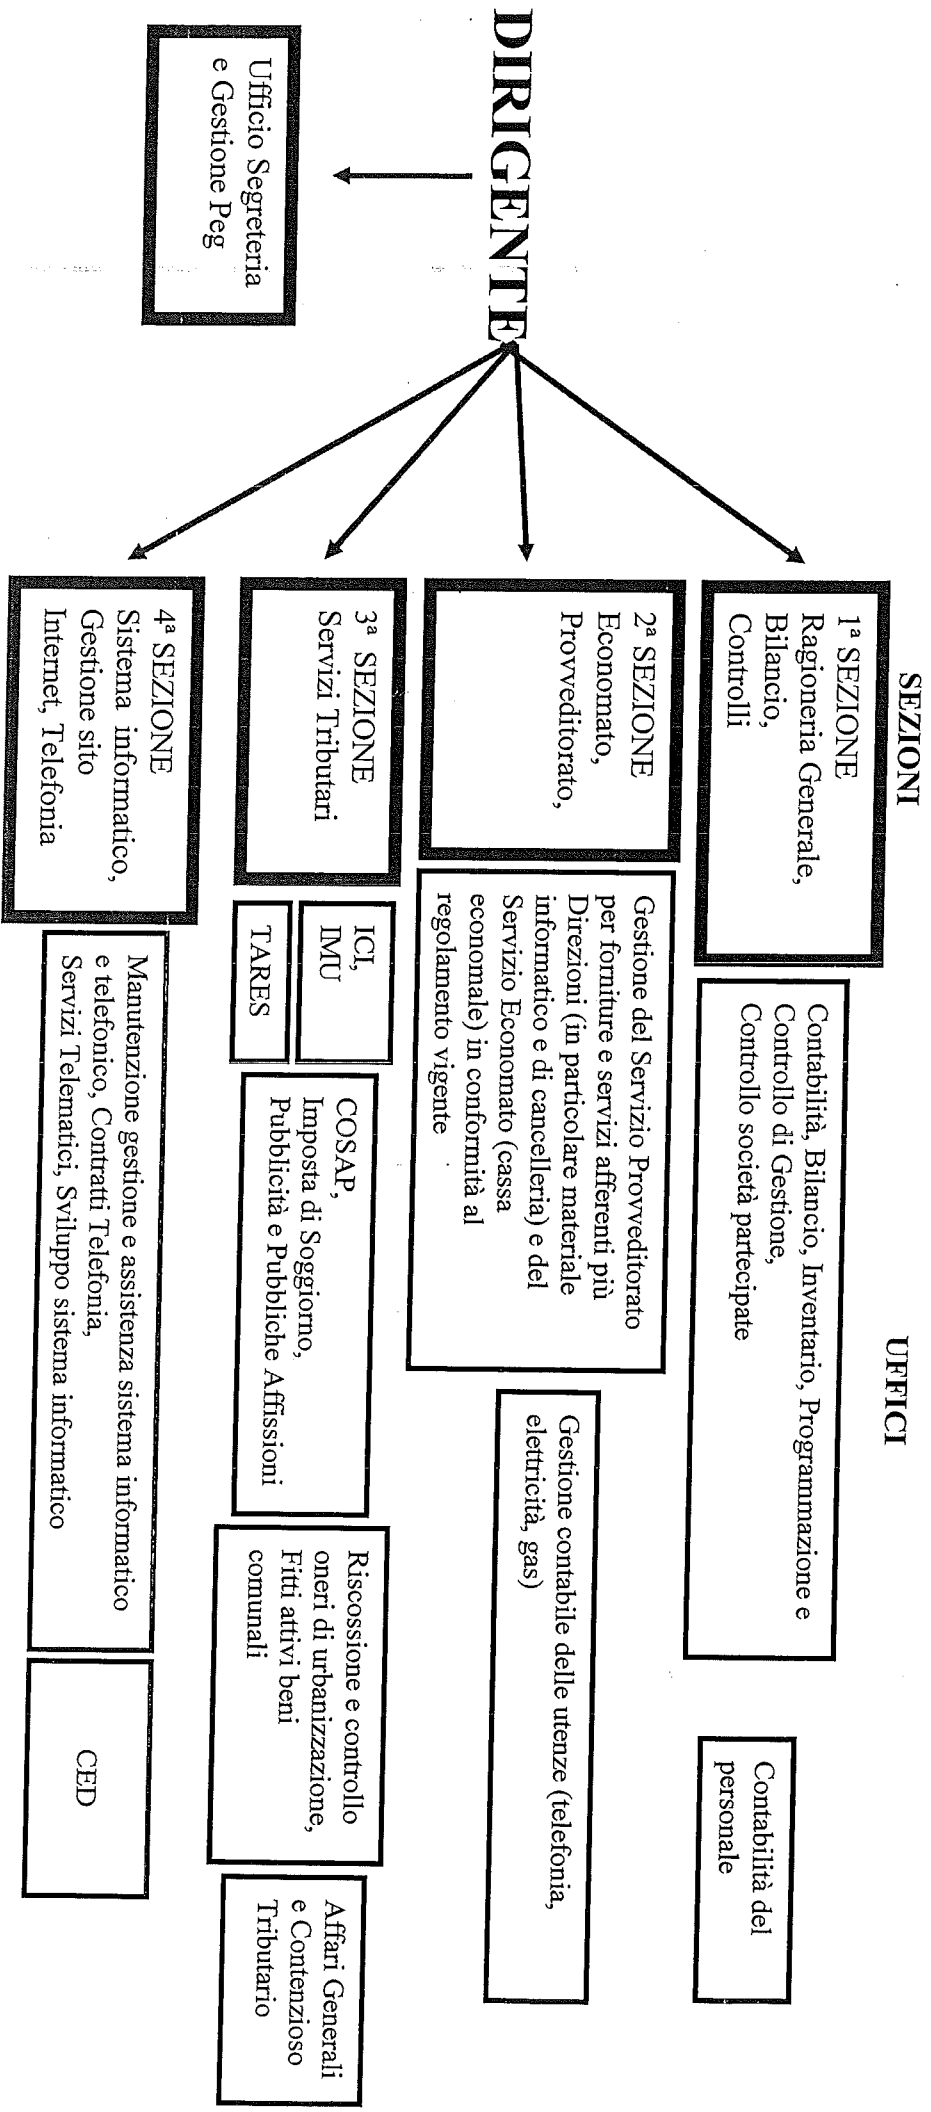 DIRIGENTE
Ufficio Segreteria
e Gestione Peg
SEZIONI
UFFICI
1ª SEZIONE
Ragioneria Generale,
Bilancio,
Controlli
Contabilità, Bilancio, Inventario, Programmazione e
Controllo di Gestione,
Controllo società partecipate
Contabilità del
personale
2ª SEZIONE
Economato,
Provveditorato,
Gestione del Servizio Provveditorato
per forniture e servizi afferenti più
Direzioni (in particolare materiale
informatico e di cancelleria) e del
Servizio Economato (cassa
economale) in conformità al
regolamento vigente
Gestione contabile delle utenze (telefonia,
elettricità, gas)
3ª SEZIONE
Servizi Tributari
ICI,
IMU
TARES
COSAP,
Imposta di Soggiorno,
Pubblicità e Pubbliche Affissioni
Riscossione e controllo
oneri di urbanizzazione,
Fitti attivi beni
comunali
Affari Generali
e Contenzioso
Tributario
4ª SEZIONE
Sistema informatico,
Gestione sito
Internet, Telefonia
Manutenzione gestione e assistenza sistema informatico
e telefonico, Contratti Telefonia,
Servizi Telematici, Sviluppo sistema informatico
CED